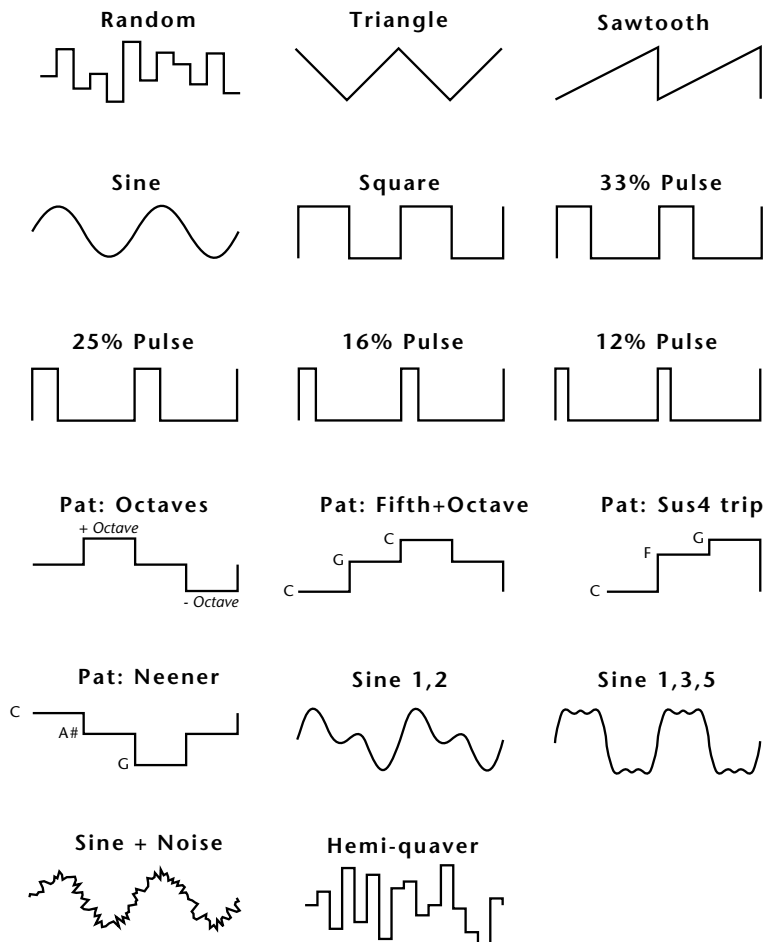 Random
Triangle
Sawtooth
Sine
Square
33% Pulse
25% Pulse
16% Pulse
12% Pulse
Pat: Octaves
+ Octave
- Octave
Pat: Fifth+Octave
C
G
C
Pat: Sus4 trip
G
F
C
Pat: Neener
C
A#
G
Sine 1,2
Sine 1,3,5
Sine + Noise
Hemi-quaver